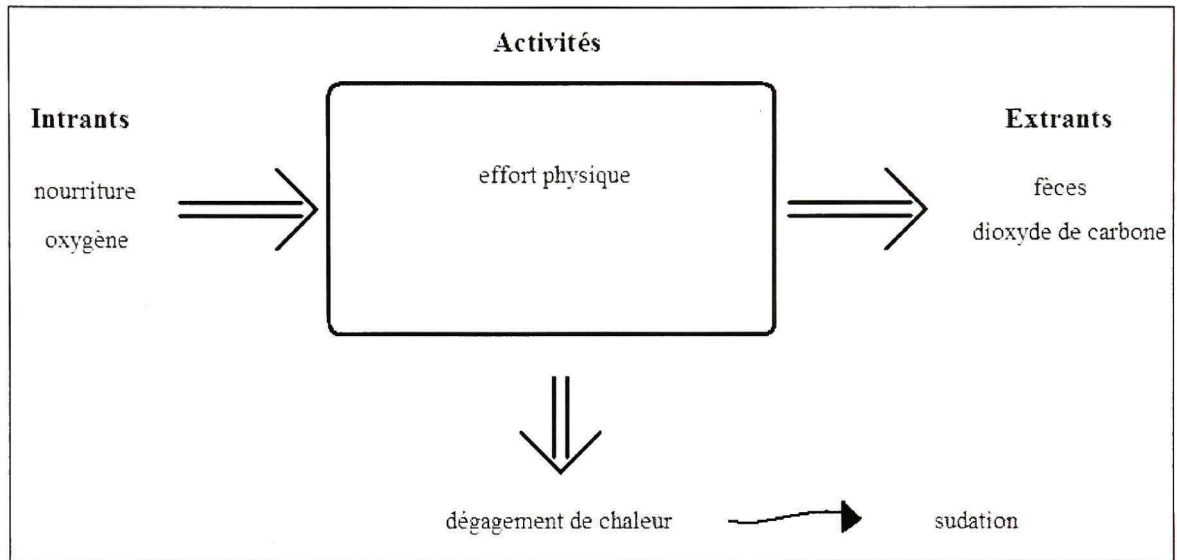 Activités
Intrants
Extrants
effort physique
nourriture
fèces
oxygène
dioxyde de carbone
dégagement de chaleur
sudation